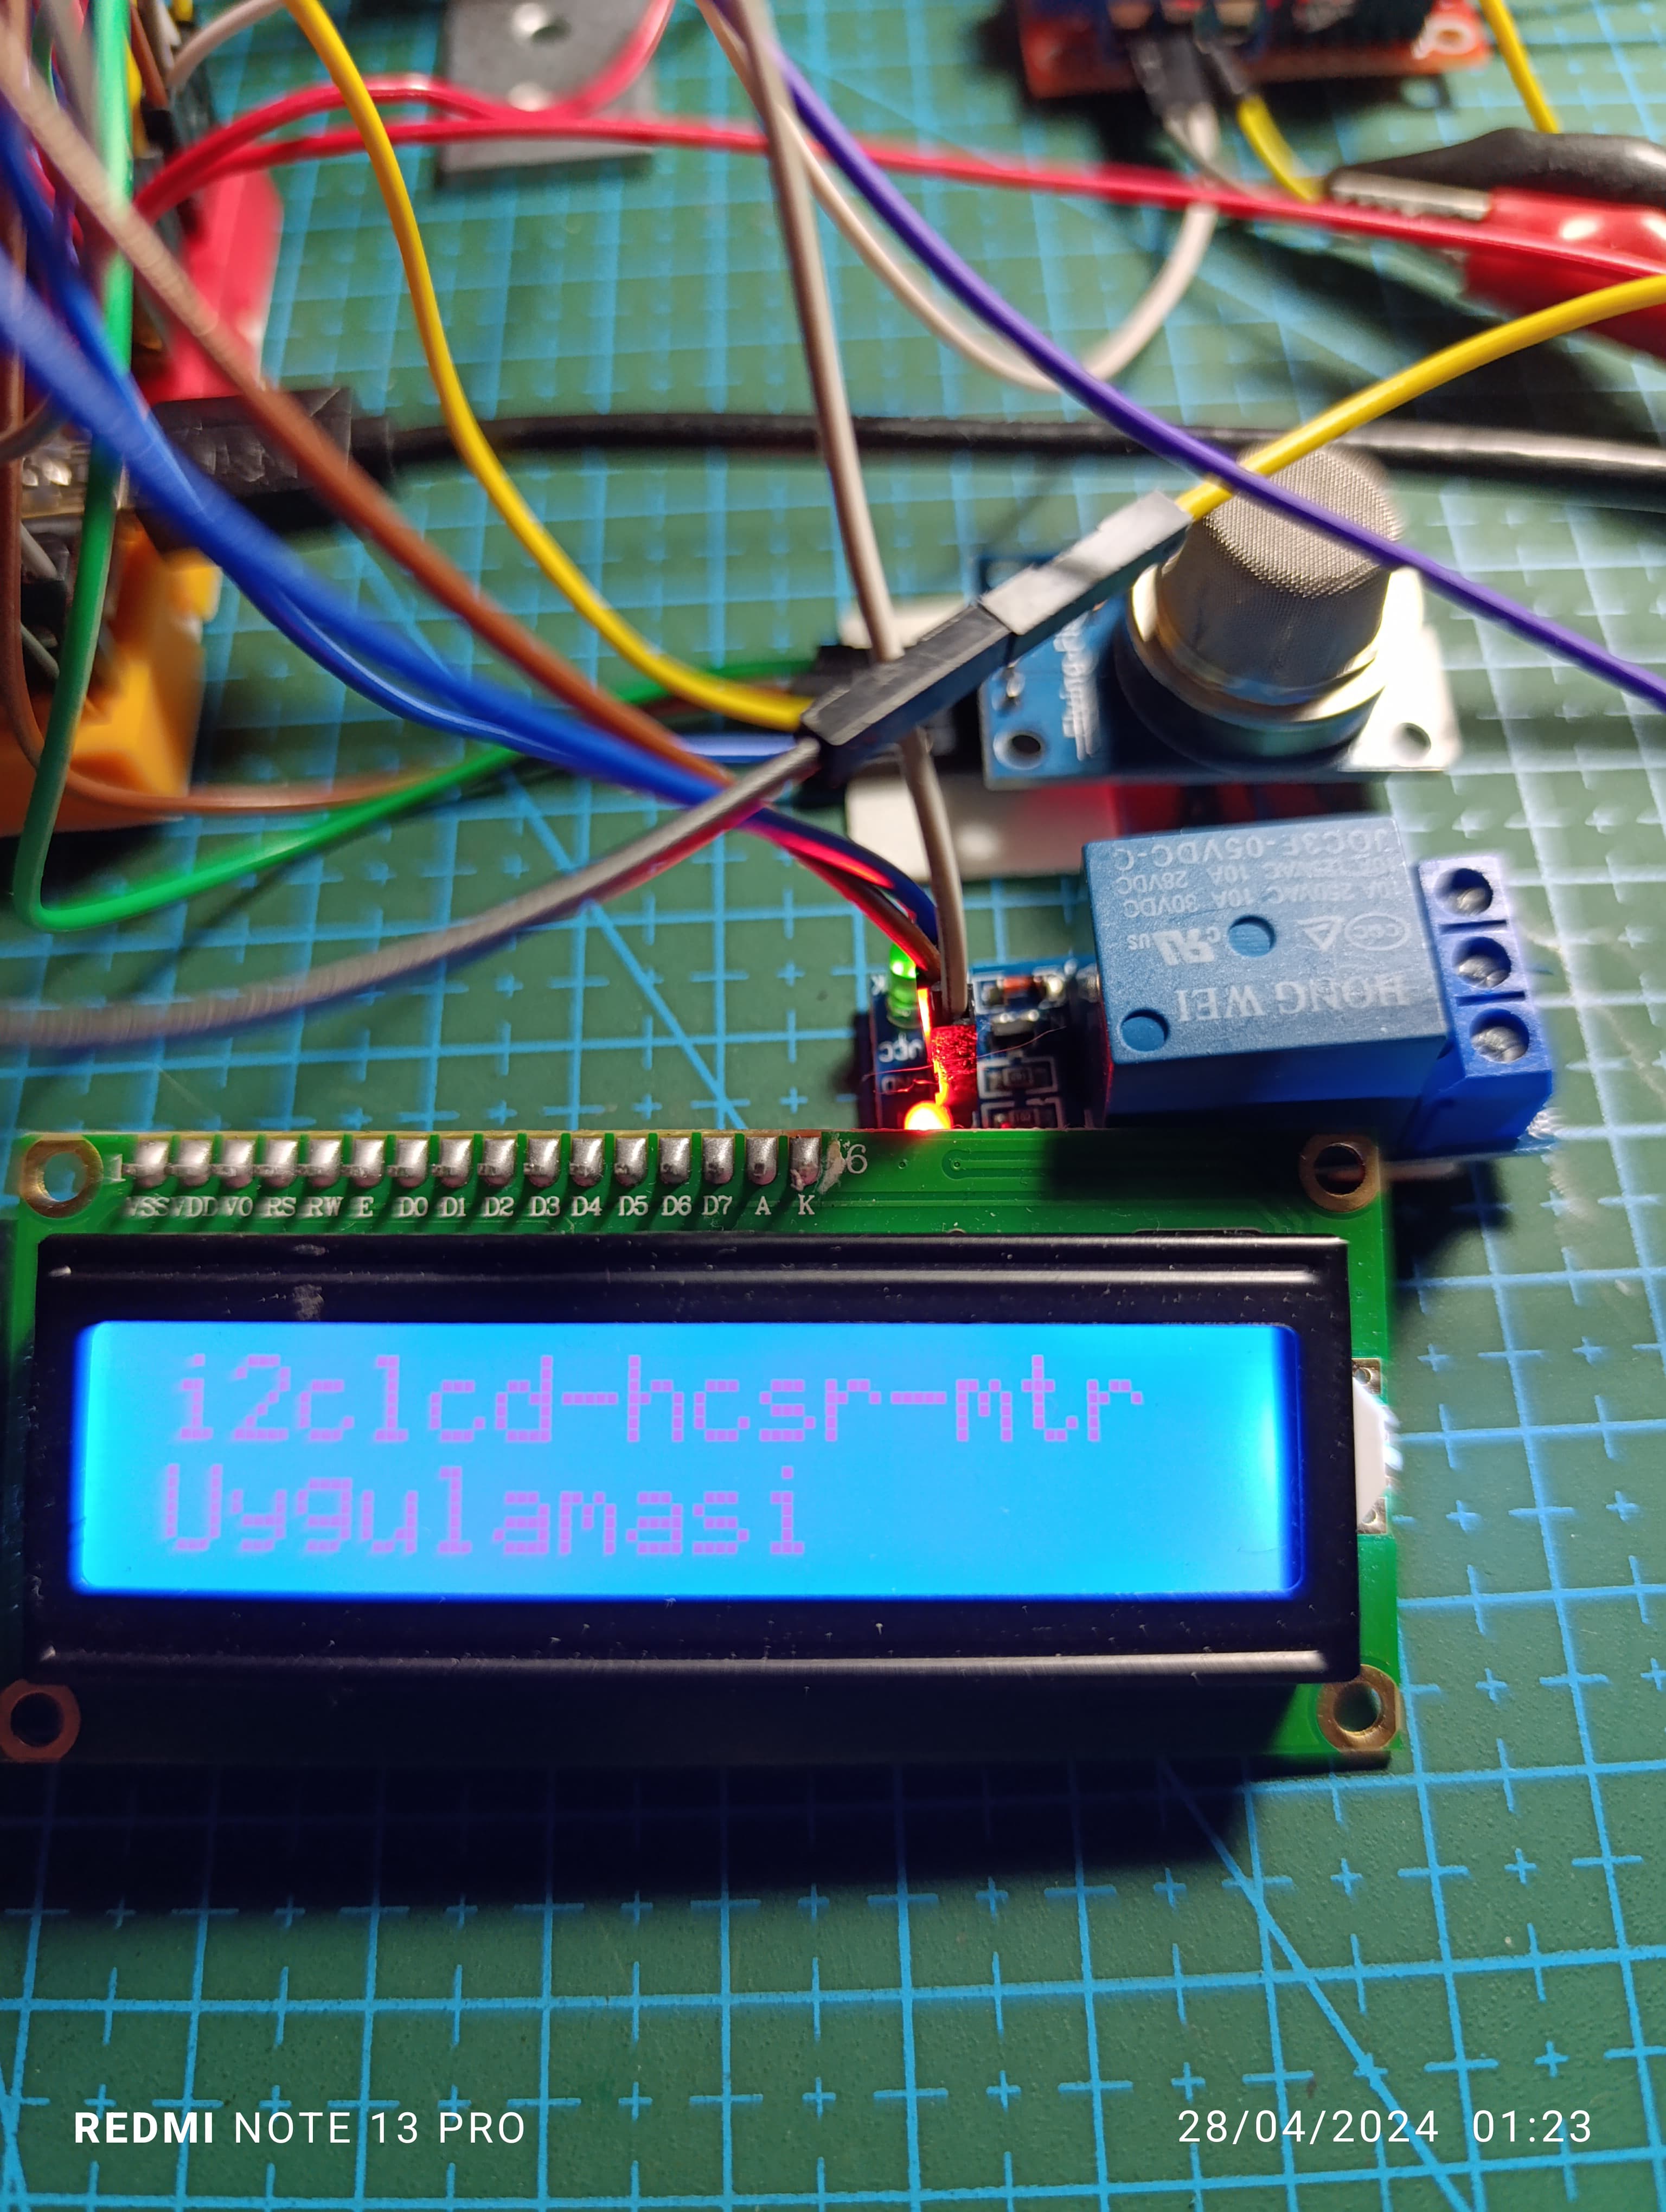 JQC3F-05VDC-C
10A 250VAC 10A 30VDC
10A 28VDC
c us
HONG WEI
VCC
1 16
VSS VDD V0 RS RW E D0 D1 D2 D3 D4 D5 D6 D7 A K
i2clcd-hcsr-mtr
Uygulamasi
REDMI NOTE 13 PRO
28/04/2024 01:23